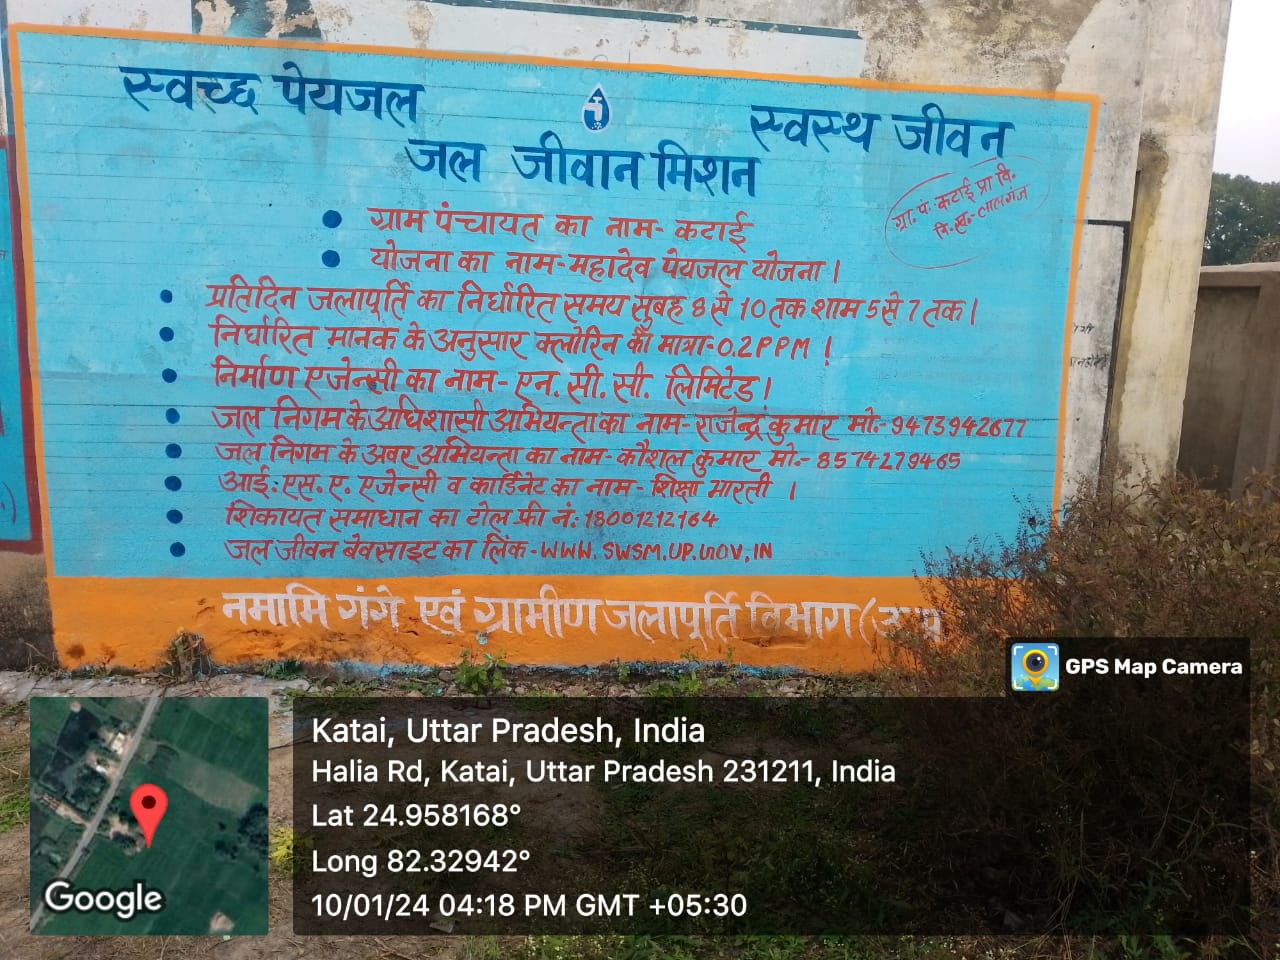 स्वच्छ पेयजल
स्वस्थ जीवन
जल जीवान मिशन
ग्रा. पं. कटाई प्रा वि.
वि. ख.- लालगंज
• ग्राम पंचायत का नाम- कटाई
• योजना का नाम-महादेव पेयजल योजना।
• प्रतिदिन जलापूर्ति का निर्धारित समय सुबह 8 से 10 तक शाम 5 से 7 तक।
• निर्धारित मानक के अनुसार क्लोरिन कौ मात्रा-0.2PPM !
• निर्माण एजेन्सी का नाम- एन. सी. सी. लिमिटेड।
• जल निगम के अधिशासी अभियन्ता का नाम- राजेन्द्र कुमार मो:-9473942677
• जल निगम के अवर अभियन्ता का नाम- कौशल कुमार मो.- 8574279465
• आई. एस. ए. एजेन्सी व कार्डिनेट का नाम- शिक्षा भारती ।
• शिकायत समाधान का टोल फ्री नं: 18001212164
• जल जीवन बेवसाइट का लिंक-WWW.SWSM.UP.GOV.IN
नमामि गंगे एवं ग्रामीण जलापूर्ति विभाग (उ प्र
GPS Map Camera
Katai, Uttar Pradesh, India
Halia Rd, Katai, Uttar Pradesh 231211, India
Lat 24.958168°
Long 82.32942°
10/01/24 04:18 PM GMT +05:30
Google